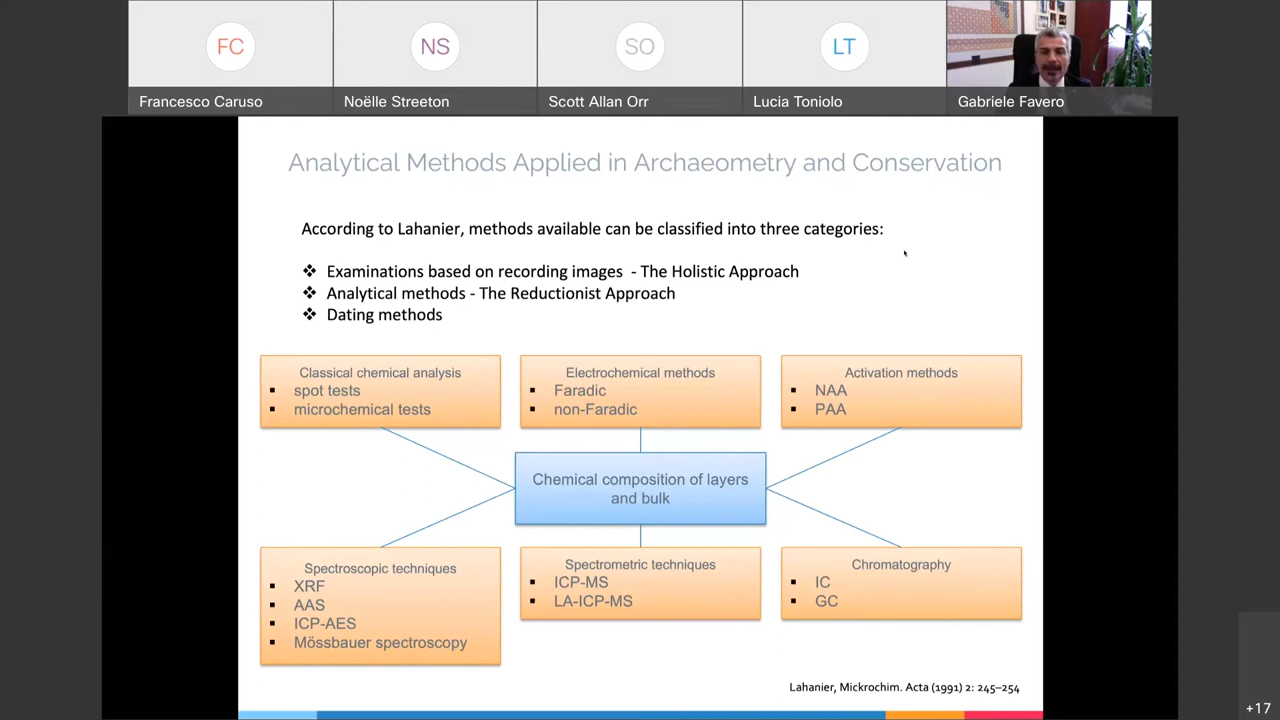 FC
NS
SO
LT
Francesco Caruso
Noëlle Streeton
Scott Allan Orr
Lucia Toniolo
Gabriele Favero
Analytical Methods Applied in Archaeometry and Conservation
According to Lahanier, methods available can be classified into three categories:
❖ Examinations based on recording images - The Holistic Approach
❖ Analytical methods - The Reductionist Approach
❖ Dating methods
Classical chemical analysis
▪ spot tests
▪ microchemical tests
Electrochemical methods
▪ Faradic
▪ non-Faradic
Activation methods
▪ NAA
▪ PAA
Chemical composition of layers
and bulk
Spectroscopic techniques
▪ XRF
▪ AAS
▪ ICP-AES
▪ Mössbauer spectroscopy
Spectrometric techniques
▪ ICP-MS
▪ LA-ICP-MS
Chromatography
▪ IC
▪ GC
Lahanier, Mickrochim. Acta (1991) 2: 245–254
+17